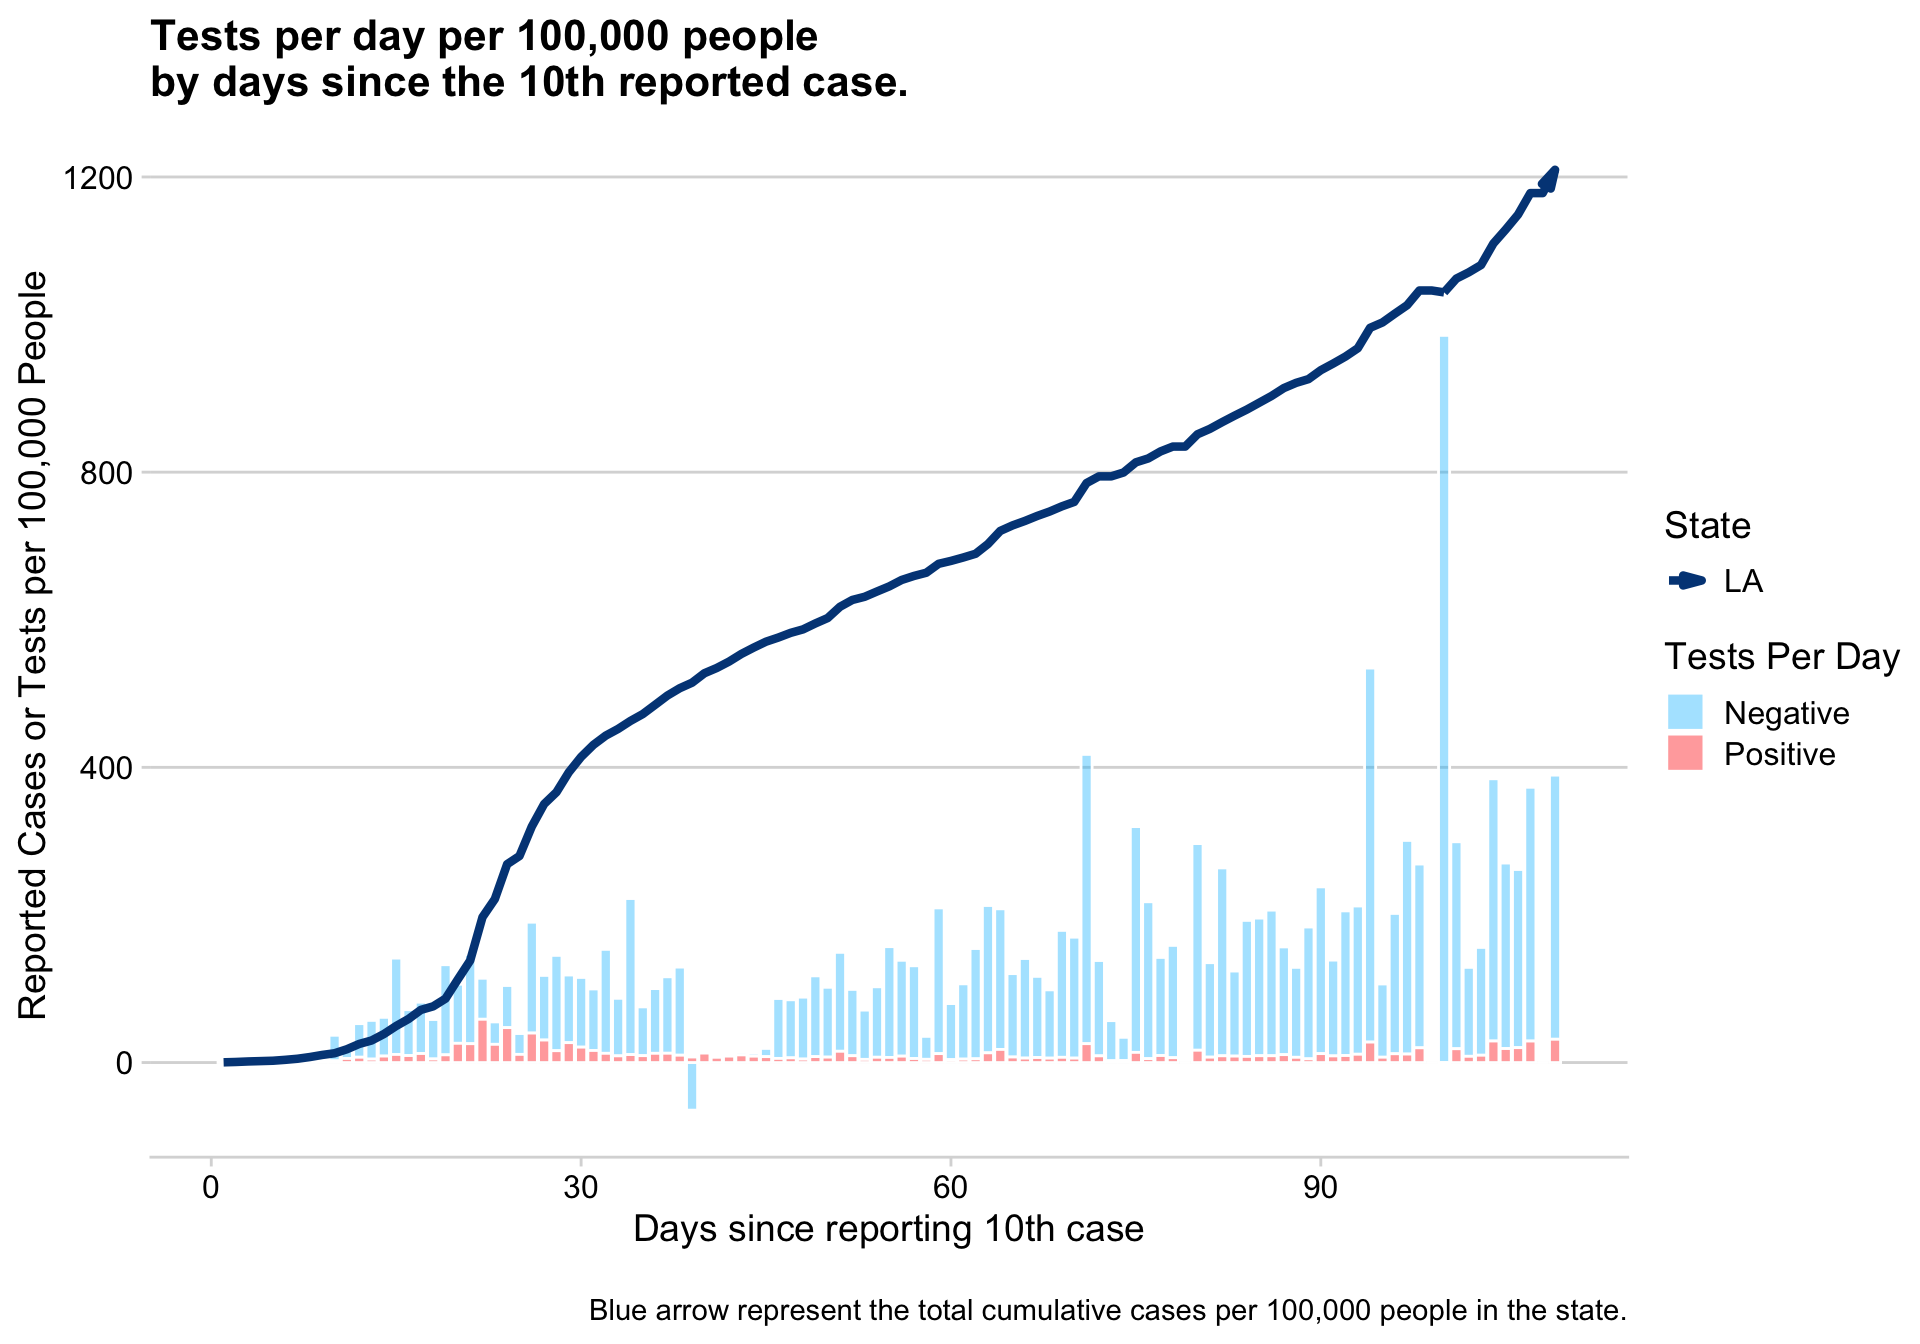 Tests per day per 100,000 people
by days since the 10th reported case.
Reported Cases or Tests per 100,000 People
1200
800
400
0
0
30
60
90
Days since reporting 10th case
State
LA
Tests Per Day
Negative
Positive
Blue arrow represent the total cumulative cases per 100,000 people in the state.